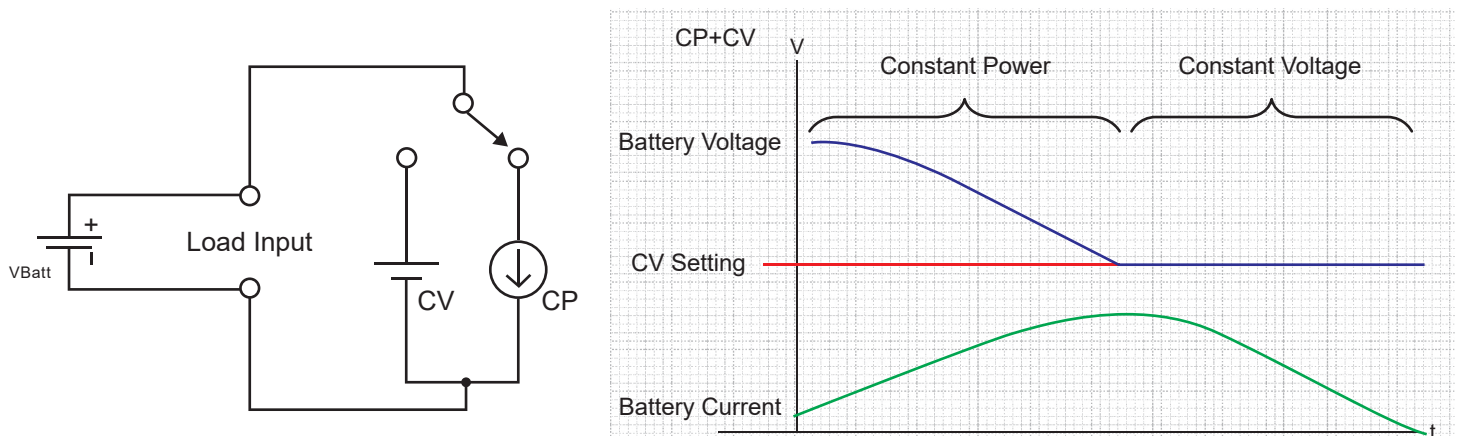 VBatt
+
Load Input
CV
CP
CP+CV
V
Constant Power
Constant Voltage
Battery Voltage
CV Setting
Battery Current
t